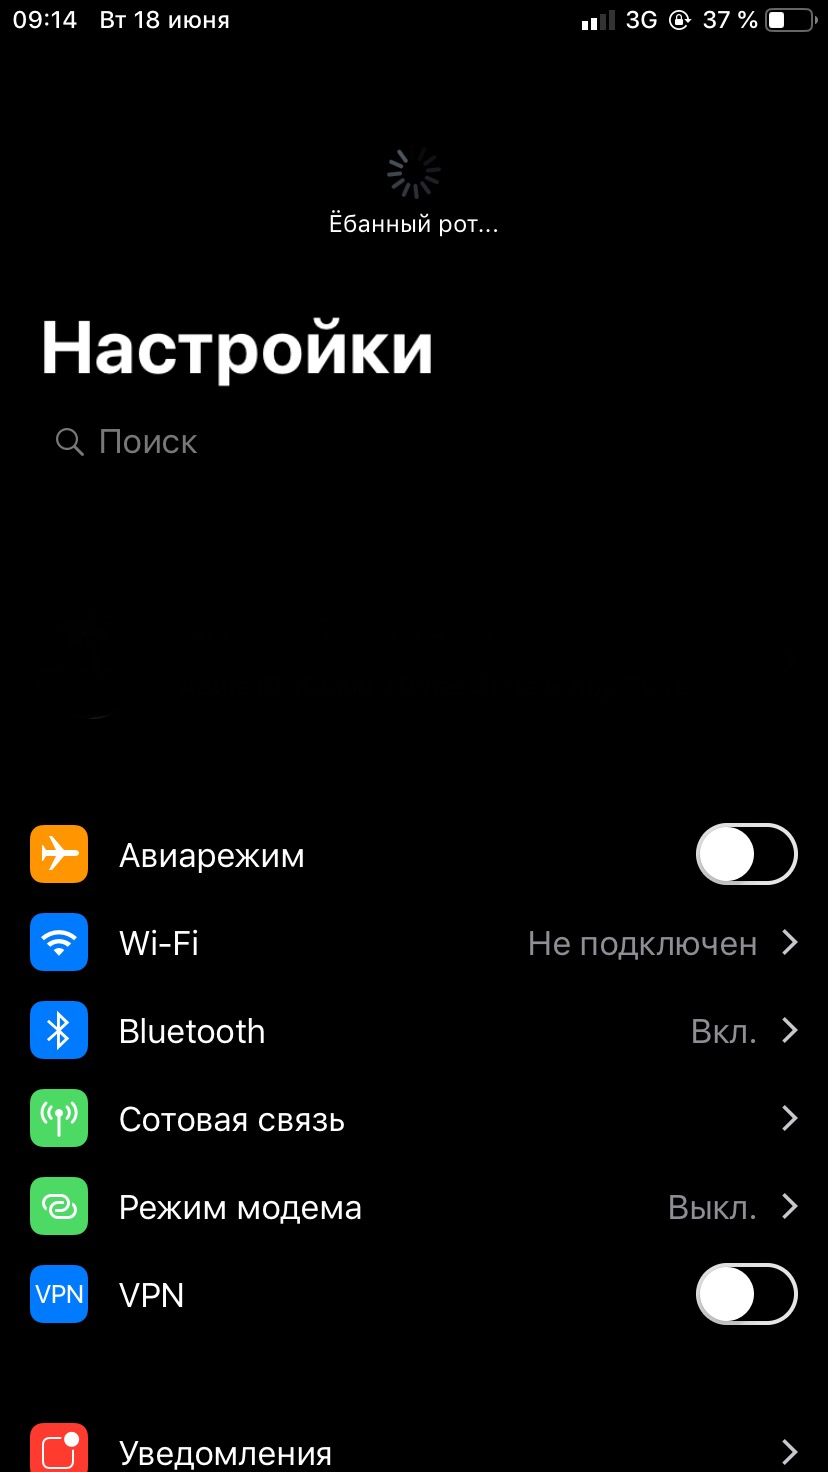 09:14 Вт 18 июня 3G 37 %
Ёбанный рот...
Настройки
Поиск
Авиарежим
Wi-Fi Не подключен
Bluetooth Вкл.
Сотовая связь
Режим модема Выкл.
VPN VPN
Уведомления